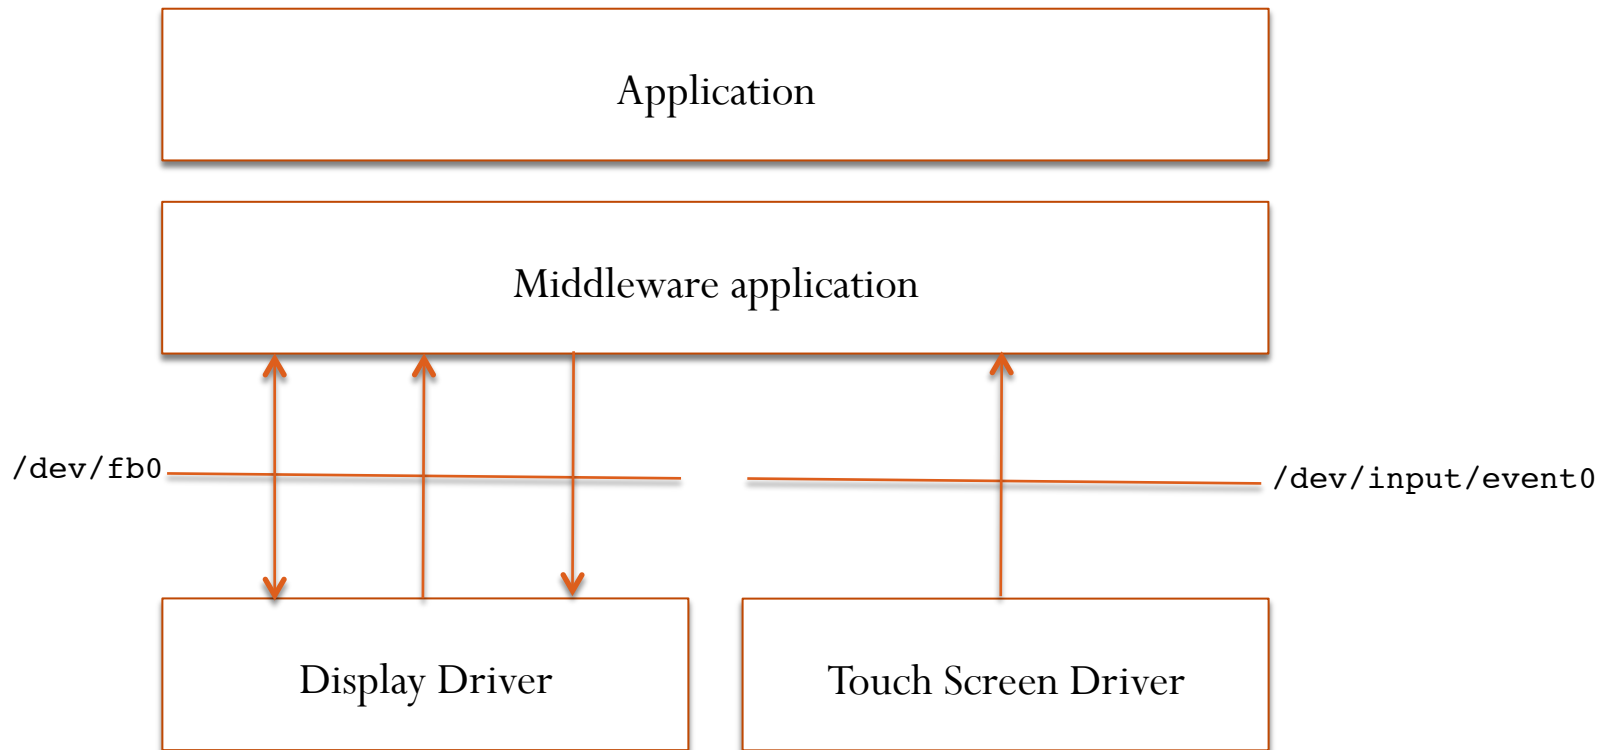 Application
Middleware application
/dev/fb0
/dev/input/event0
Display Driver
Touch Screen Driver